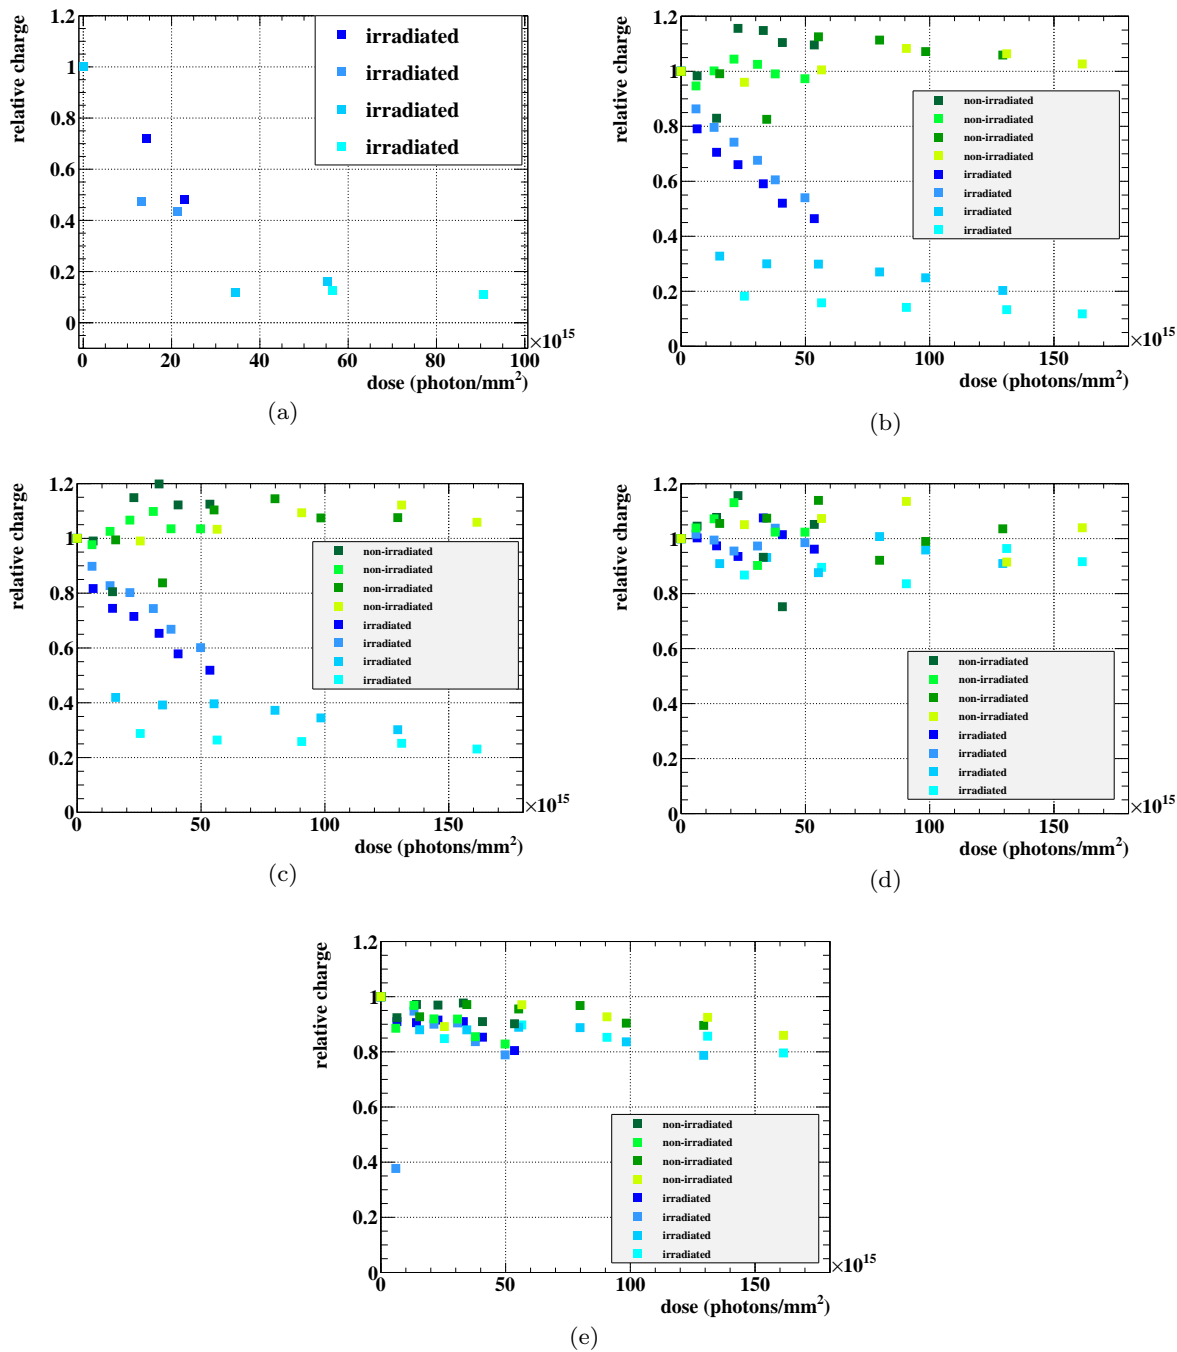 relative charge
1.2
1
0.8
0.6
0.4
0.2
0
irradiated
irradiated
irradiated
irradiated
0 20 40 60 80 100
×10^15
dose (photon/mm^2)
(a)
relative charge
1.2
1
0.8
0.6
0.4
0.2
0
non-irradiated
non-irradiated
non-irradiated
non-irradiated
irradiated
irradiated
irradiated
irradiated
0 50 100 150
×10^15
dose (photons/mm^2)
(b)
relative charge
1.2
1
0.8
0.6
0.4
0.2
0
non-irradiated
non-irradiated
non-irradiated
non-irradiated
irradiated
irradiated
irradiated
irradiated
0 50 100 150
×10^15
dose (photons/mm^2)
(c)
relative charge
1.2
1
0.8
0.6
0.4
0.2
0
non-irradiated
non-irradiated
non-irradiated
non-irradiated
irradiated
irradiated
irradiated
irradiated
0 50 100 150
×10^15
dose (photons/mm^2)
(d)
relative charge
1.2
1
0.8
0.6
0.4
0.2
0
non-irradiated
non-irradiated
non-irradiated
non-irradiated
irradiated
irradiated
irradiated
irradiated
0 50 100 150
×10^15
dose (photons/mm^2)
(e)